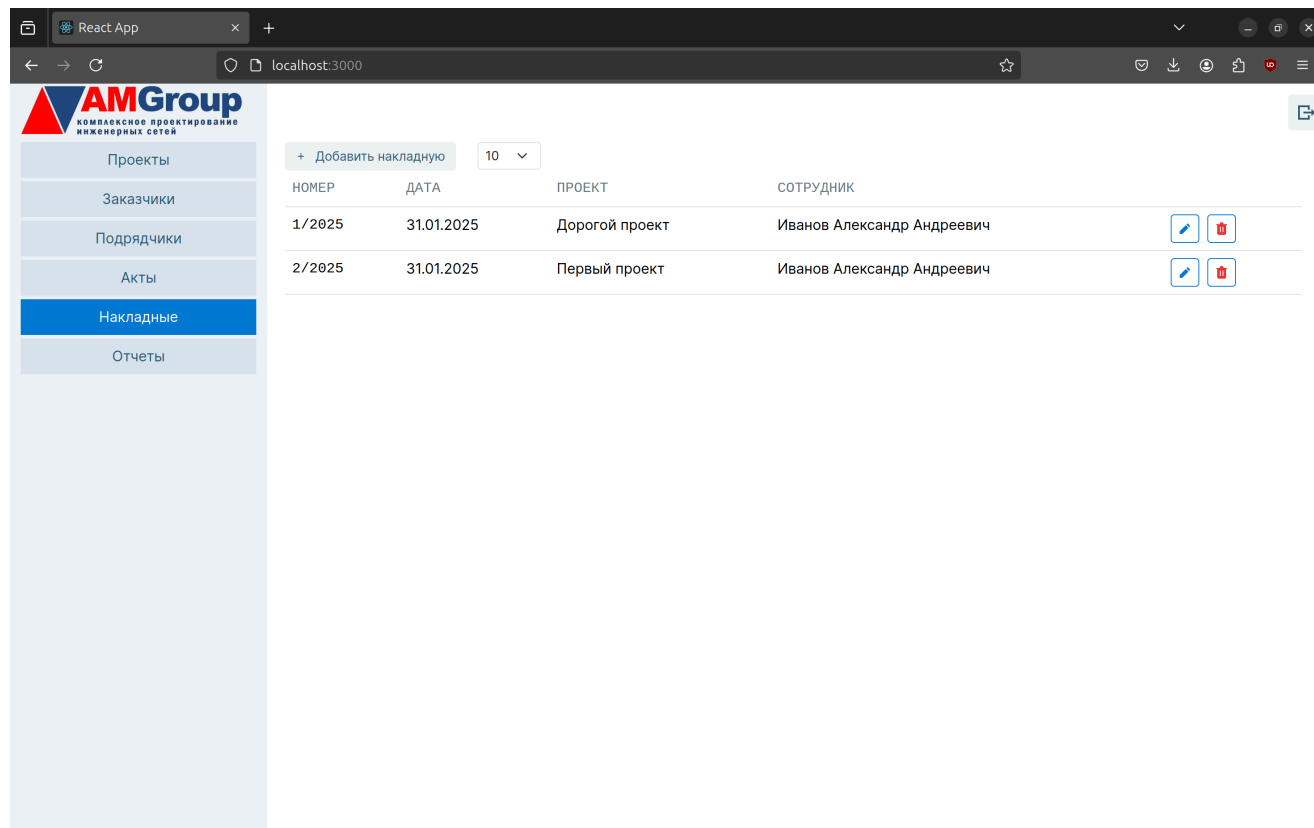 React App
localhost:3000
AMGroup
комплексное проектирование
инженерных сетей
Проекты
Заказчики
Подрядчики
Акты
Накладные
Отчеты
+ Добавить накладную 10
НОМЕР ДАТА ПРОЕКТ СОТРУДНИК
1/2025 31.01.2025 Дорогой проект Иванов Александр Андреевич
2/2025 31.01.2025 Первый проект Иванов Александр Андреевич